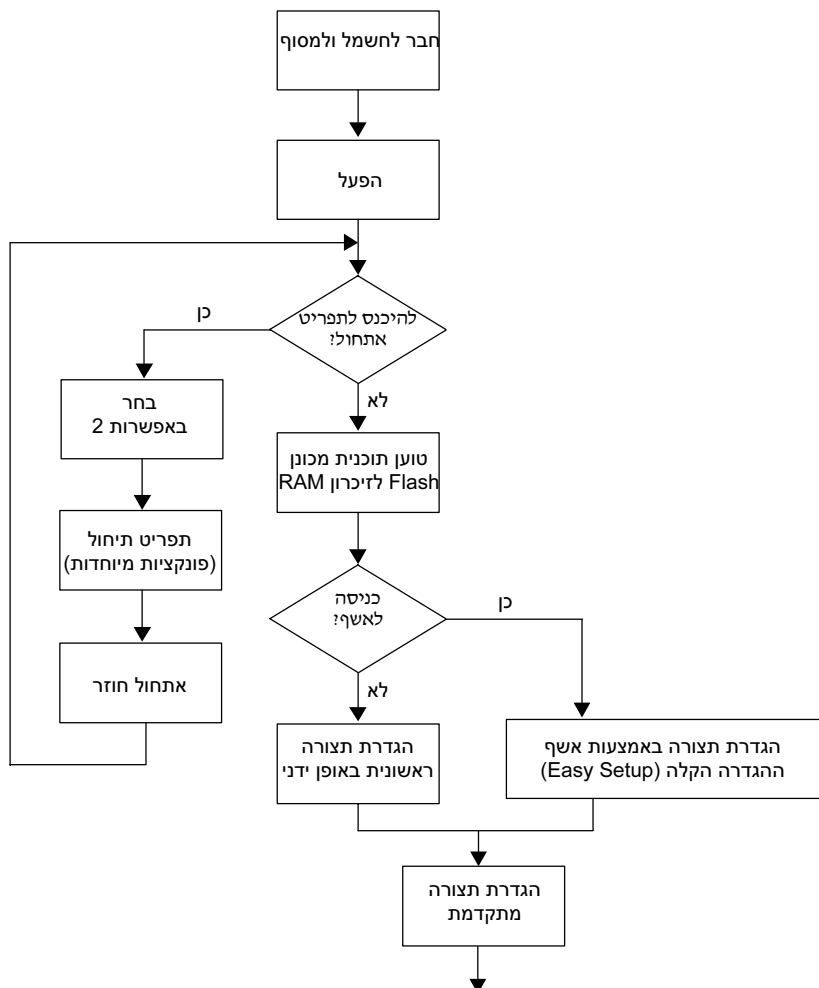 חבר לחשמל ולמסוף
הפעל
להיכנס לתפריט
אתחול?
כן
לא
בחר
באפשרות 2
תפריט תיחול
(פונקציות מיוחדות)
אתחול חוזר
טוען תוכנית מכונן
Flash לזיכרון RAM
כניסה
לאשף?
כן
לא
הגדרת תצורה
ראשונית באופן ידני
הגדרת תצורה באמצעות אשף
ההגדרה הקלה (Easy Setup)
הגדרת תצורה
מתקדמת